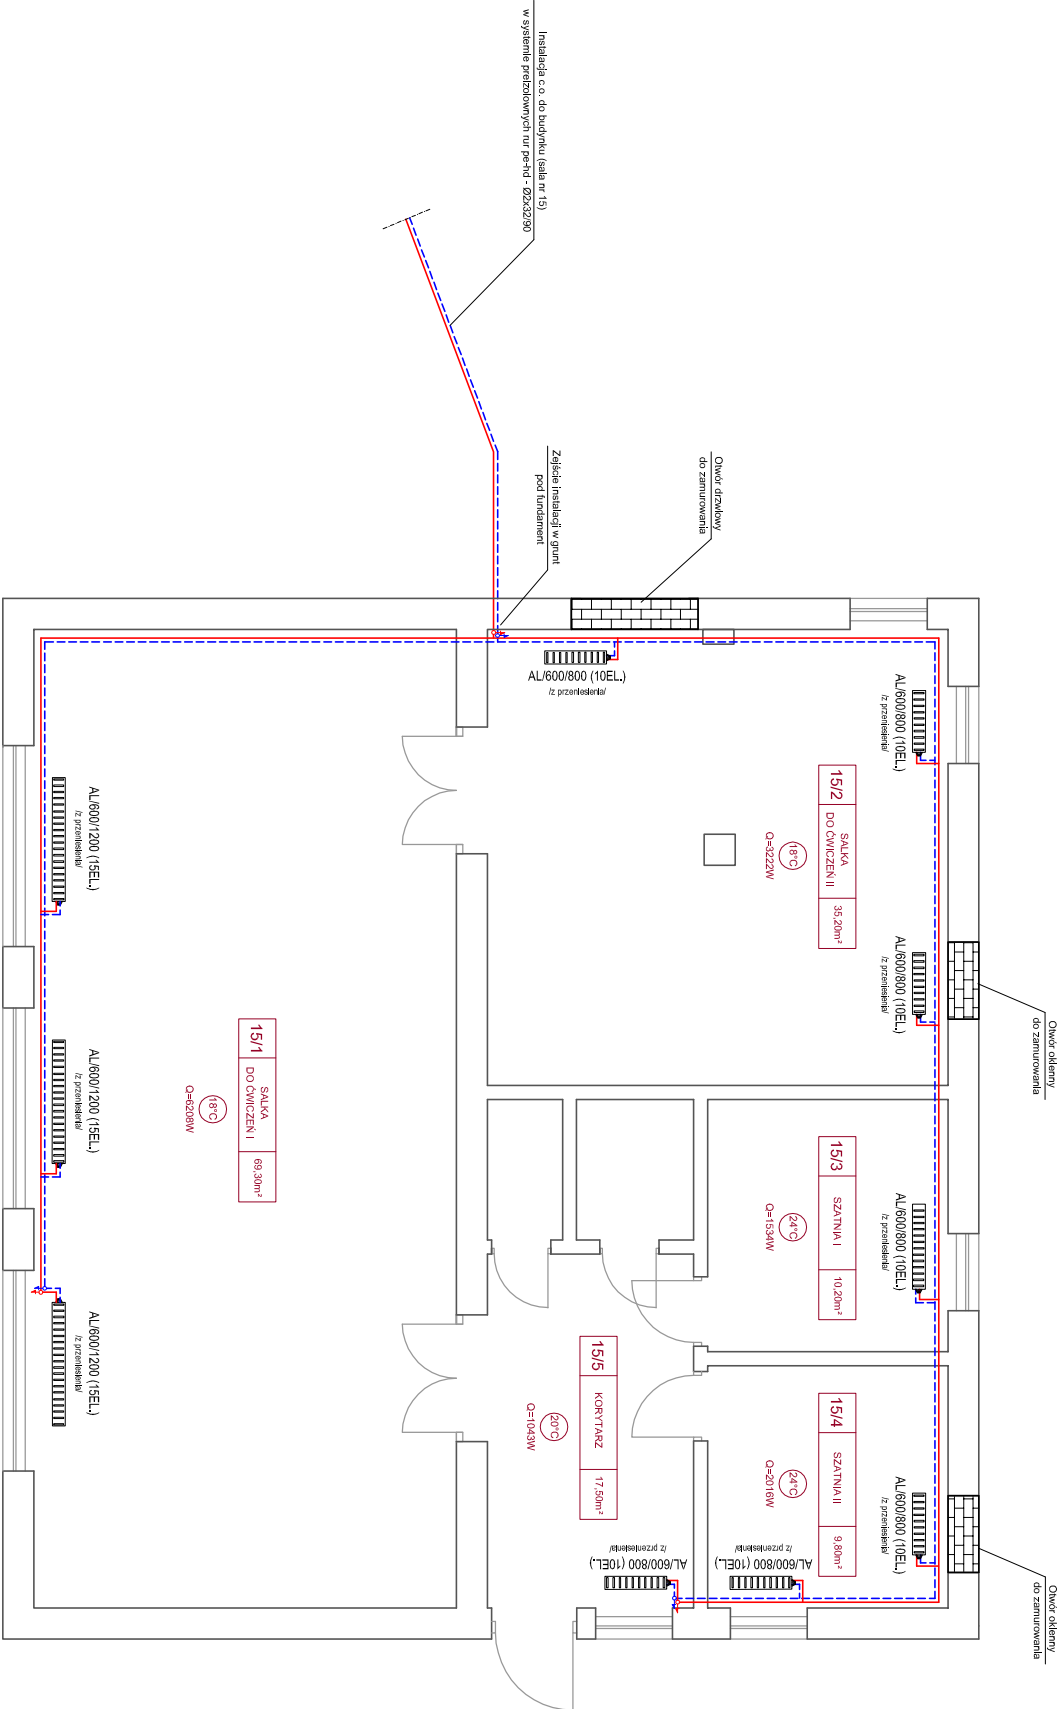 Instalacja c.o. do budynku (sala nr 15)
w systemie preizolowanych rur pe-hd - Ø2x32/90
Zejście instalacji w grunt
pod fundament
Otwór drzwiowy
do zamurowania
AL/600/800 (10EL.)
/z przeniesienia/
AL/600/800 (10EL.)
/z przeniesienia/
15/2
SALKA
DO ĆWICZEŃ II
35,20m²
18°C
Q=3222W
AL/600/800 (10EL.)
/z przeniesienia/
Otwór okienny
do zamurowania
AL/600/1200 (15EL.)
/z przeniesienia/
AL/600/1200 (15EL.)
/z przeniesienia/
AL/600/1200 (15EL.)
/z przeniesienia/
15/1
SALKA
DO ĆWICZEŃ I
69,30m²
18°C
Q=6208W
15/3
SZATNIA I
10,20m²
24°C
Q=1534W
AL/600/800 (10EL.)
/z przeniesienia/
15/4
SZATNIA II
9,80m²
24°C
Q=2016W
AL/600/800 (10EL.)
/z przeniesienia/
15/5
KORYTARZ
17,50m²
20°C
Q=1043W
AL/600/800 (10EL.)
/z przeniesienia/
AL/600/800 (10EL.)
/z przeniesienia/
Otwór okienny
do zamurowania